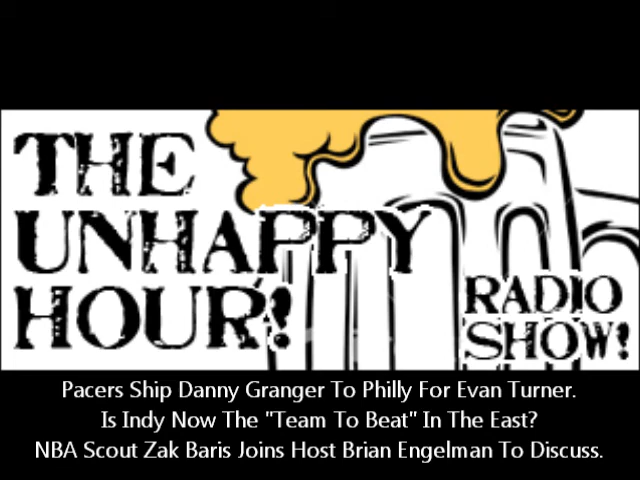 THE
UNHAPPY
HOUR!
RADIO
SHOW!
Pacers Ship Danny Granger To Philly For Evan Turner.
Is Indy Now The "Team To Beat" In The East?
NBA Scout Zak Baris Joins Host Brian Engelman To Discuss.